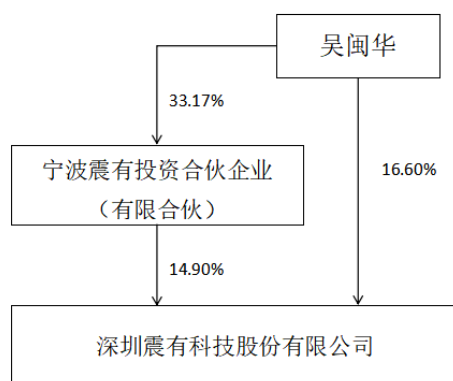 吴闽华
33.17%
宁波震有投资合伙企业
（有限合伙）
16.60%
14.90%
深圳震有科技股份有限公司